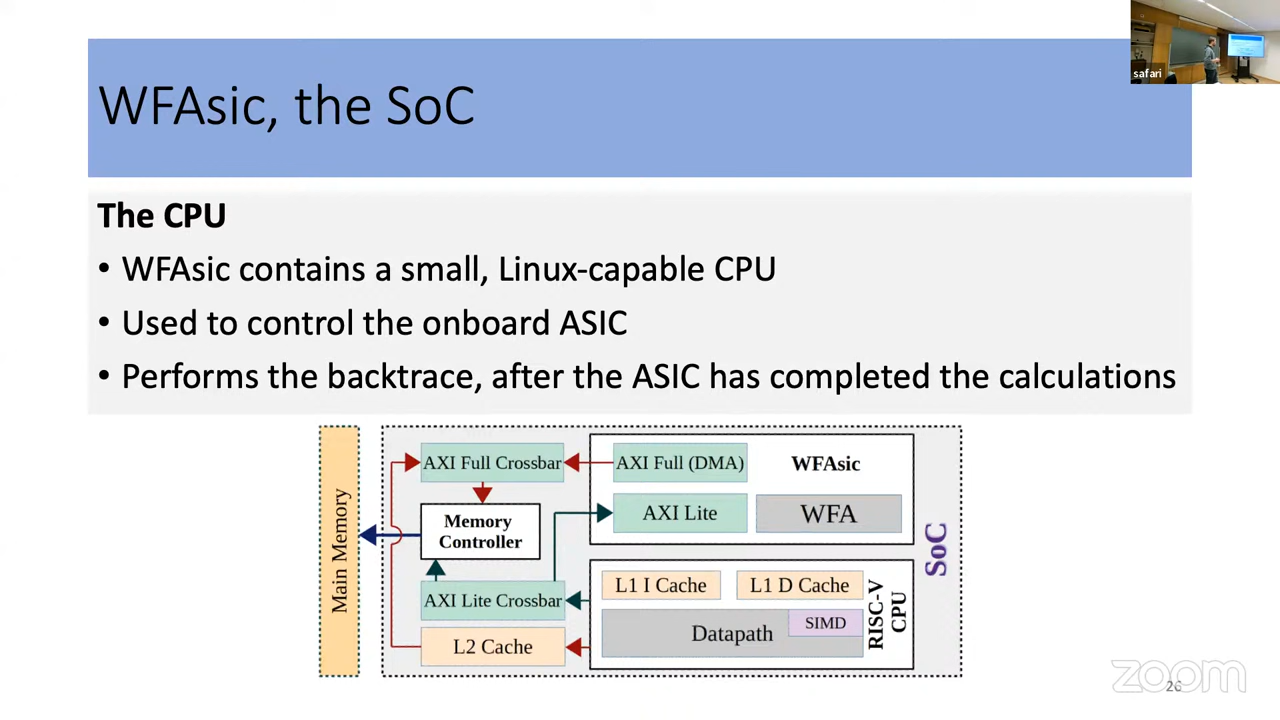 safari
WFAsic, the SoC
The CPU
• WFAsic contains a small, Linux-capable CPU
• Used to control the onboard ASIC
• Performs the backtrace, after the ASIC has completed the calculations
Main Memory
AXI Full Crossbar
AXI Full (DMA)
WFAsic
Memory
Controller
AXI Lite
WFA
SoC
AXI Lite Crossbar
L2 Cache
L1 I Cache
L1 D Cache
Datapath
SIMD
RISC-V
CPU
zoom
26